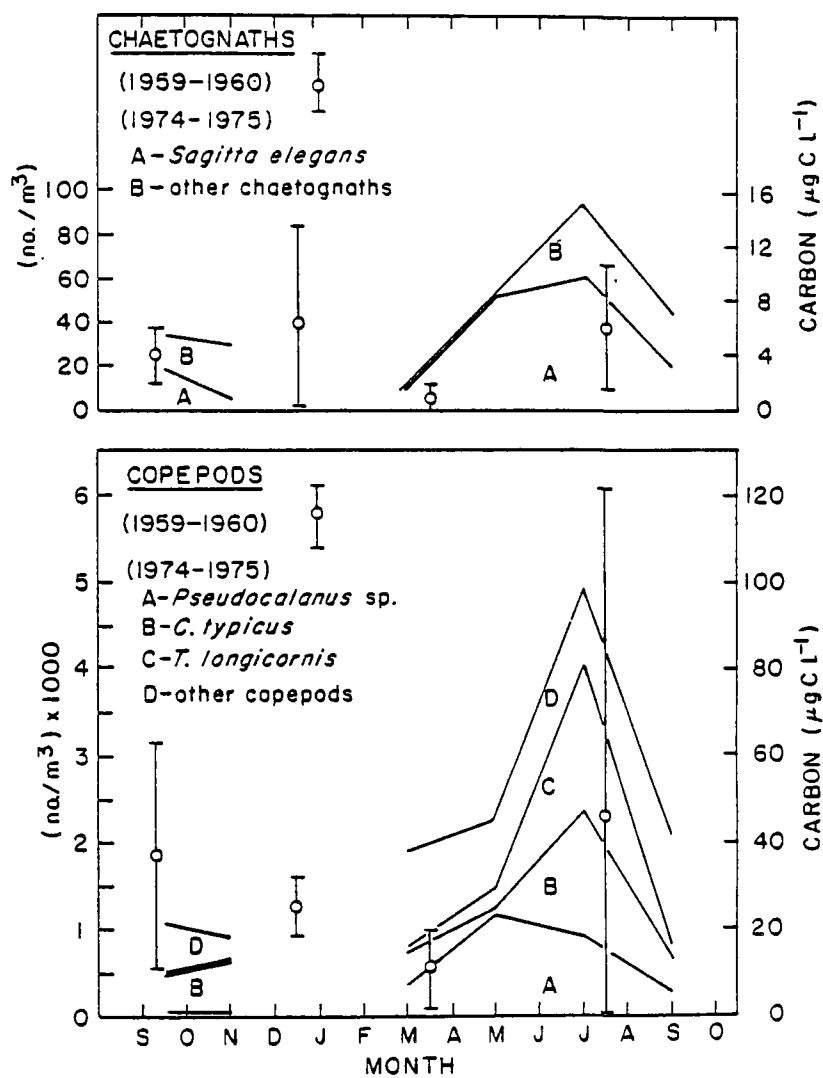 CHAETOGNATHS
(1959-1960)
(1974-1975)
A-Sagitta elegans
B-other chaetognaths
(no./m³)
100
80
60
40
20
0
B
A
B
A
16
12
8
4
0
CARBON (µgC L⁻¹)
COPEPODS
(1959-1960)
(1974-1975)
A-Pseudocalanus sp.
B-C. typicus
C-T. longicornis
D-other copepods
(no/m³) x 1000
6
5
4
3
2
1
0
D
B
D
C
B
A
120
100
80
60
40
20
0
CARBON (µgC L⁻¹)
S O N D J F M A M J J A S O
MONTH